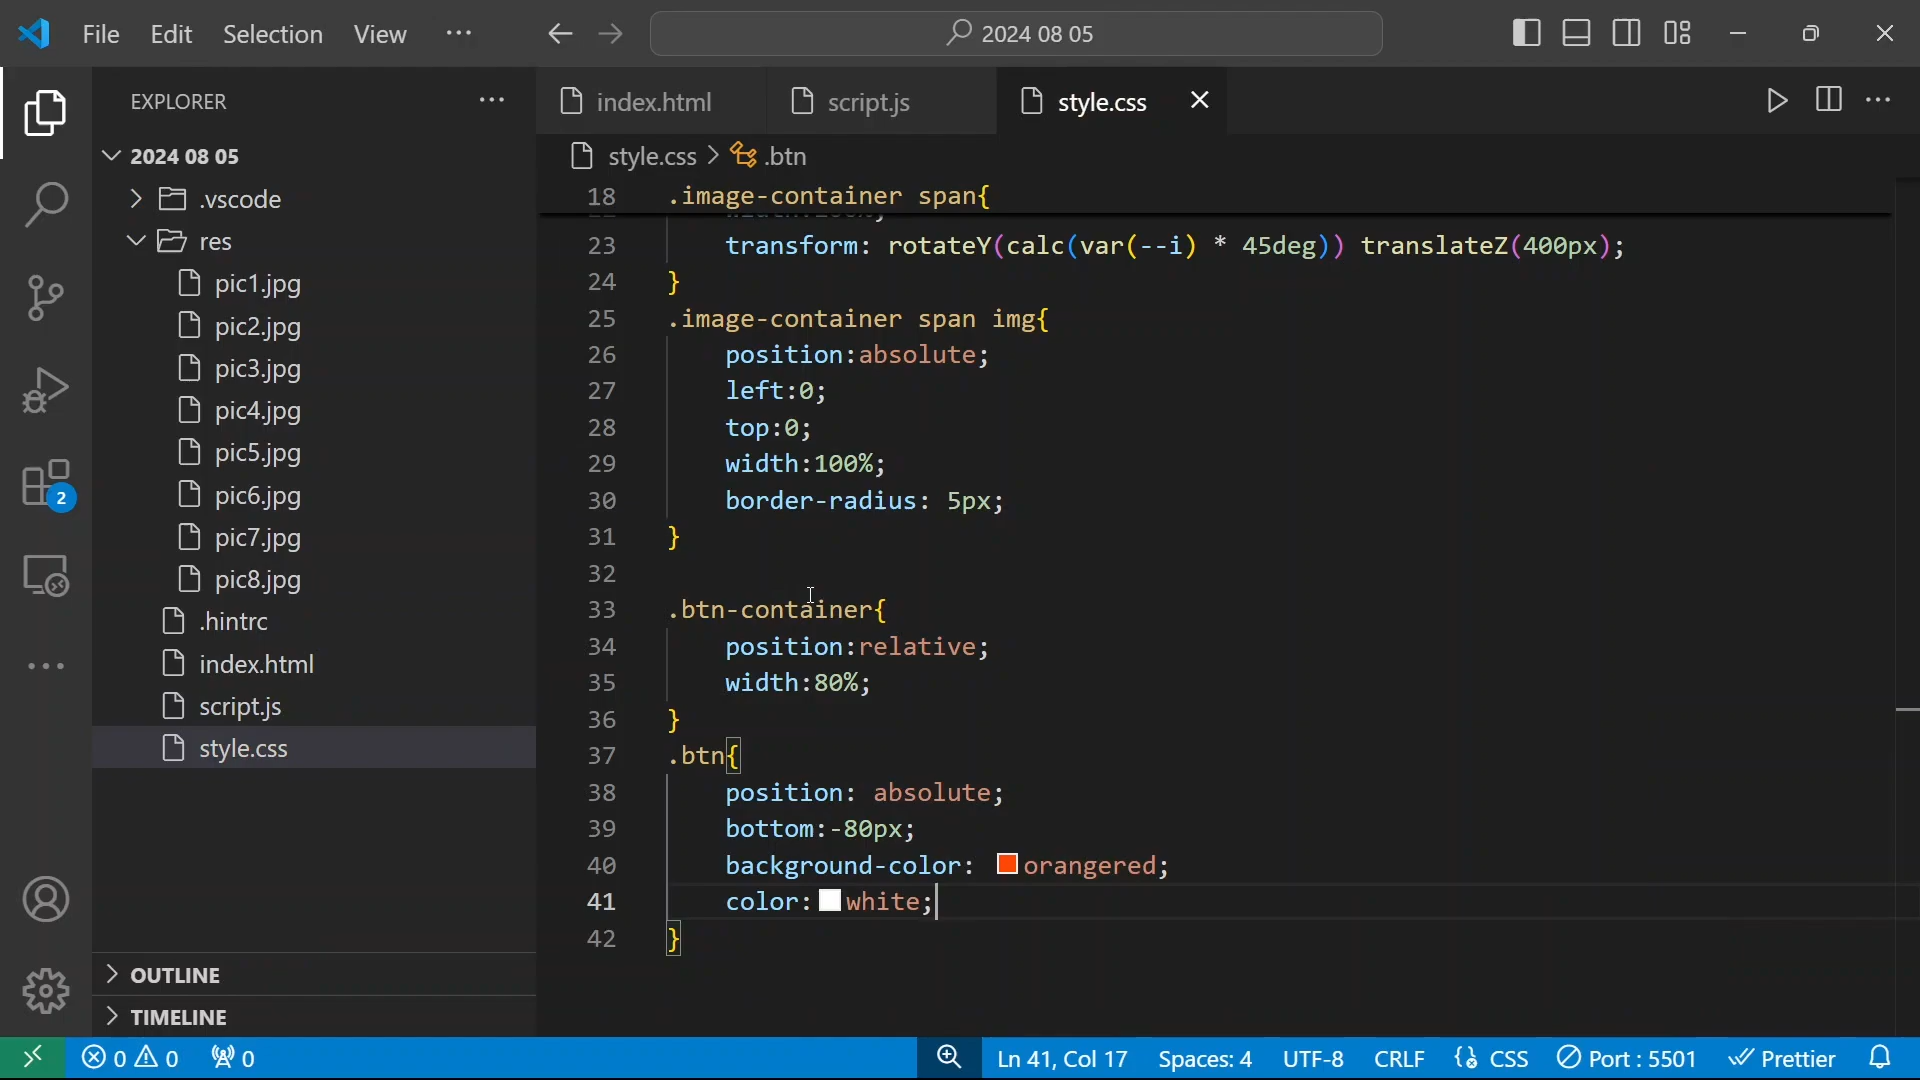 File Edit Selection View 2024 08 05
EXPLORER
index.html script.js style.css
2024 08 05
.vscode
res
pic1.jpg
pic2.jpg
pic3.jpg
pic4.jpg
pic5.jpg
pic6.jpg
pic7.jpg
pic8.jpg
.hintrc
index.html
script.js
style.css
OUTLINE
TIMELINE
style.css > .btn
18 .image-container span{
23 transform: rotateY(calc(var(--i) * 45deg)) translateZ(400px);
24 }
25 .image-container span img{
26 position:absolute;
27 left:0;
28 top:0;
29 width:100%;
30 border-radius: 5px;
31 }
32
33 .btn-container{
34 position:relative;
35 width:80%;
36 }
37 .btn{
38 position: absolute;
39 bottom:-80px;
40 background-color: orangered;
41 color:white;
42 }
2
0 0 0 Ln 41, Col 17 Spaces: 4 UTF-8 CRLF CSS Port : 5501 Prettier